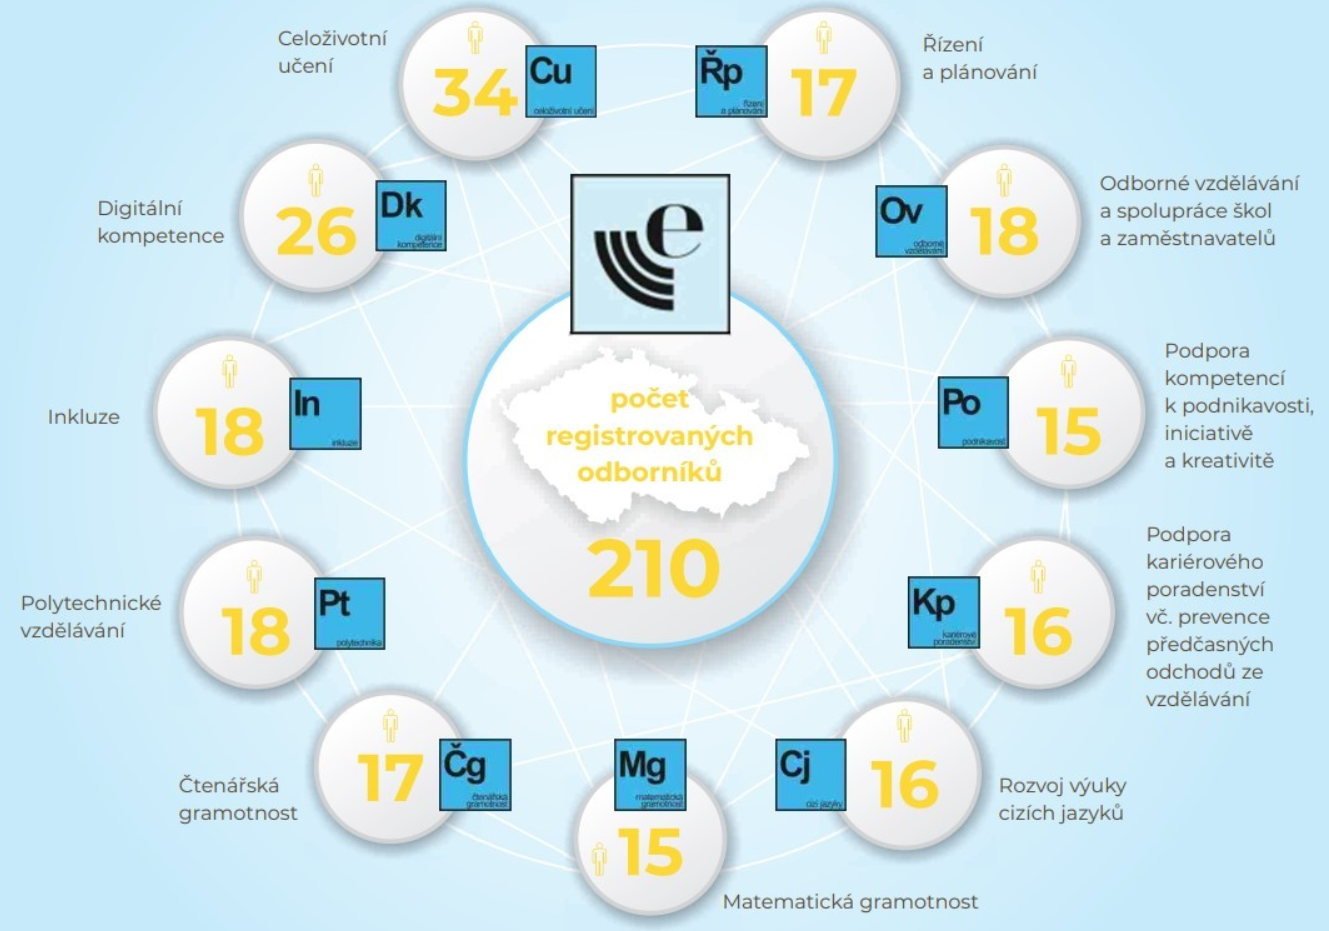 Celoživotní
učení
34
Cu
celoživotní učení
Řp
řízení
a plánování
17
Řízení
a plánování
Digitální
kompetence
26
Dk
digitální
kompetence
e
Ov
odborné
vzdělávání
18
Odborné vzdělávání
a spolupráce škol
a zaměstnavatelů
Inkluze
18
In
inkluze
počet
registrovaných
odborníků
210
Po
podnikavost
15
Podpora
kompetencí
k podnikavosti,
iniciativě
a kreativitě
Polytechnické
vzdělávání
18
Pt
polytechnika
Kp
kariérové
poradenství
16
Podpora
kariérového
poradenství
vč. prevence
předčasných
odchodů ze
vzdělávání
Čtenářská
gramotnost
17
Čg
čtenářská
gramotnost
Mg
matematická
gramotnost
15
Matematická gramotnost
Cj
cizí jazyky
16
Rozvoj výuky
cizích jazyků